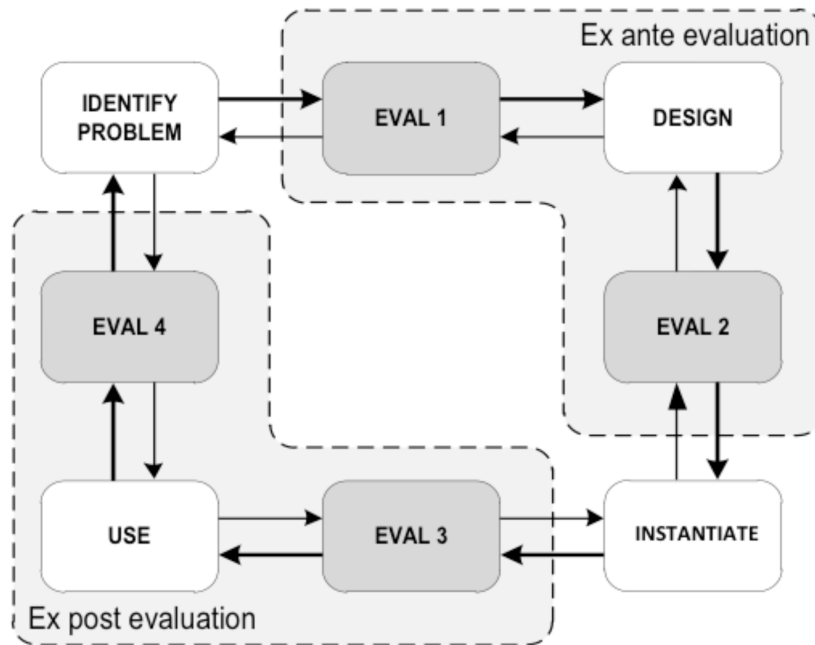 Ex ante evaluation
IDENTIFY
PROBLEM
EVAL 1
DESIGN
EVAL 4
EVAL 2
USE
EVAL 3
INSTANTIATE
Ex post evaluation